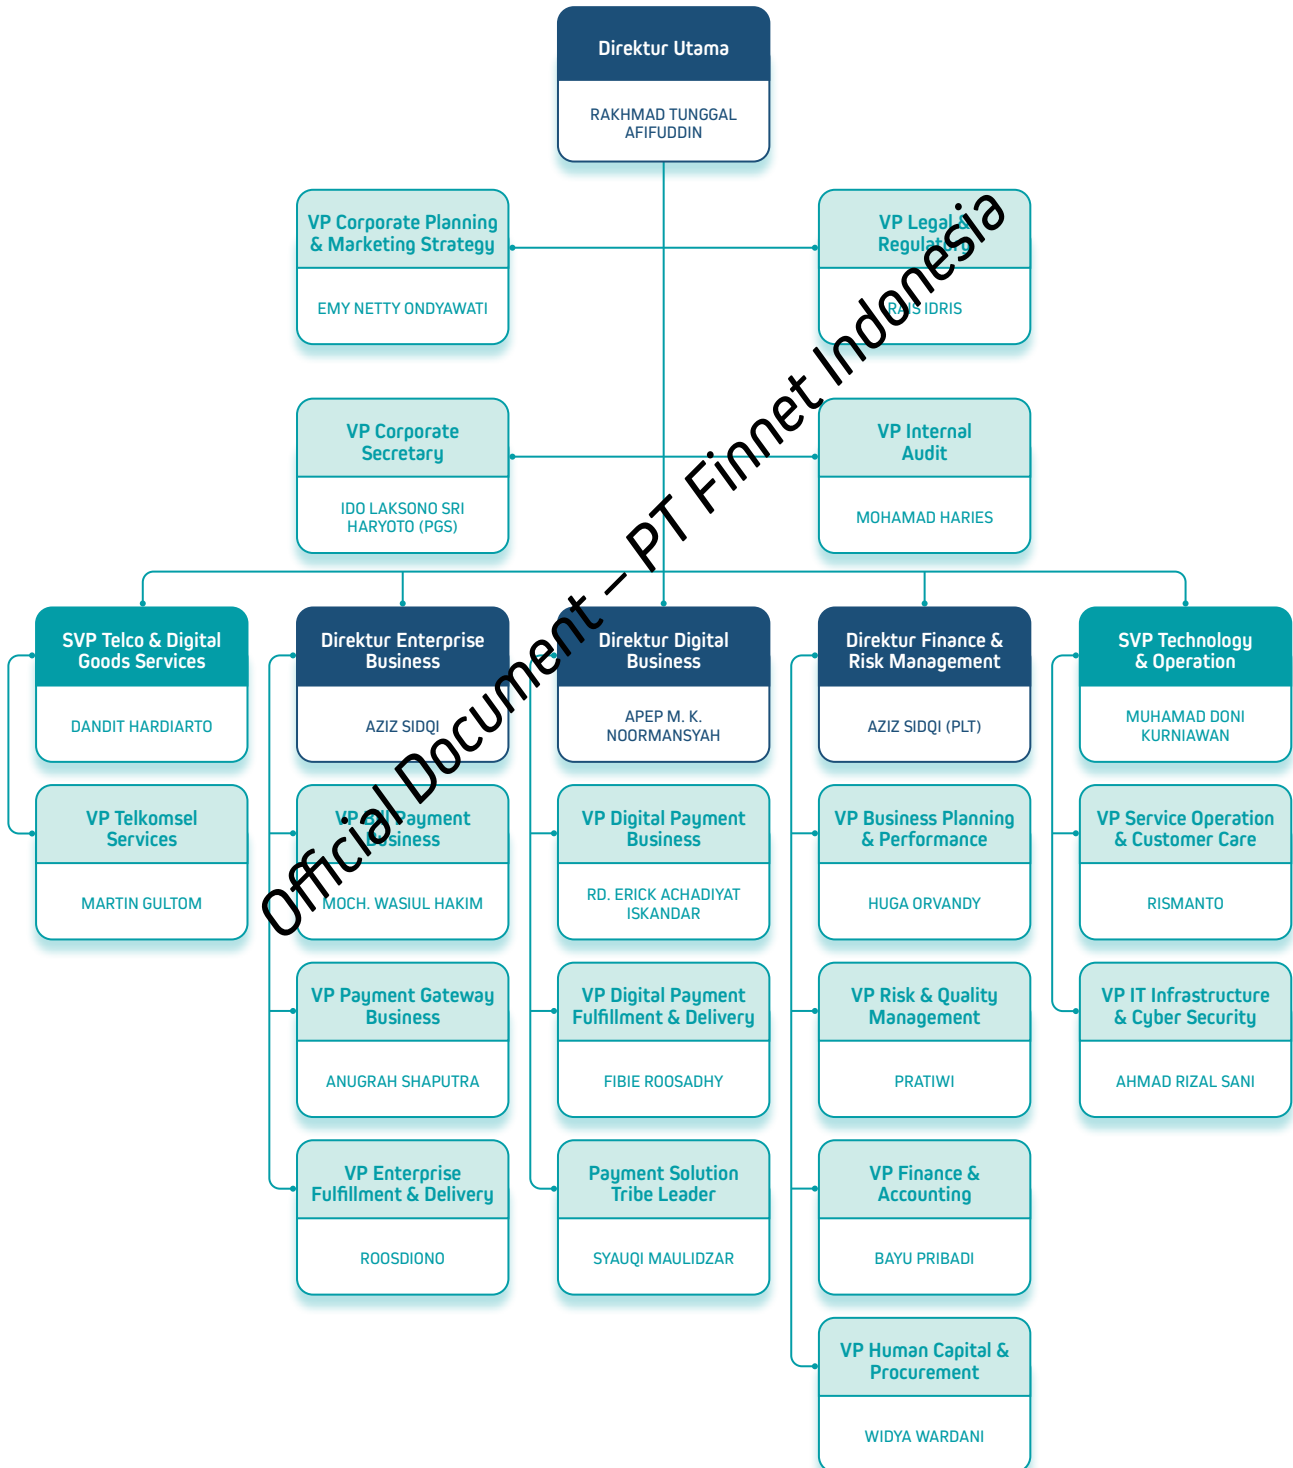 Direktur Utama
RAKHMAD TUNGGAL
AFIFUDDIN
VP Corporate Planning
& Marketing Strategy
EMY NETTY ONDYAWATI
VP Legal &
Regulatory
RAIS IDRIS
VP Corporate
Secretary
IDO LAKSONO SRI
HARYOTO (PGS)
VP Internal
Audit
MOHAMAD HARIES
SVP Telco & Digital
Goods Services
DANDIT HARDIARTO
VP Telkomsel
Services
MARTIN GULTOM
Direktur Enterprise
Business
AZIZ SIDQI
VP Bill Payment
Business
MOCH. WASIUL HAKIM
VP Payment Gateway
Business
ANUGRAH SHAPUTRA
VP Enterprise
Fulfillment & Delivery
ROOSDIONO
Direktur Digital
Business
APEP M. K.
NOORMANSYAH
VP Digital Payment
Business
RD. ERICK ACHADIYAT
ISKANDAR
VP Digital Payment
Fulfillment & Delivery
FIBIE ROOSADHY
Payment Solution
Tribe Leader
SYAUQI MAULIDZAR
Direktur Finance &
Risk Management
AZIZ SIDQI (PLT)
VP Business Planning
& Performance
HUGA ORVANDY
VP Risk & Quality
Management
PRATIWI
VP Finance &
Accounting
BAYU PRIBADI
VP Human Capital &
Procurement
WIDYA WARDANI
SVP Technology
& Operation
MUHAMAD DONI
KURNIAWAN
VP Service Operation
& Customer Care
RISMANTO
VP IT Infrastructure
& Cyber Security
AHMAD RIZAL SANI
Official Document – PT Finnet Indonesia